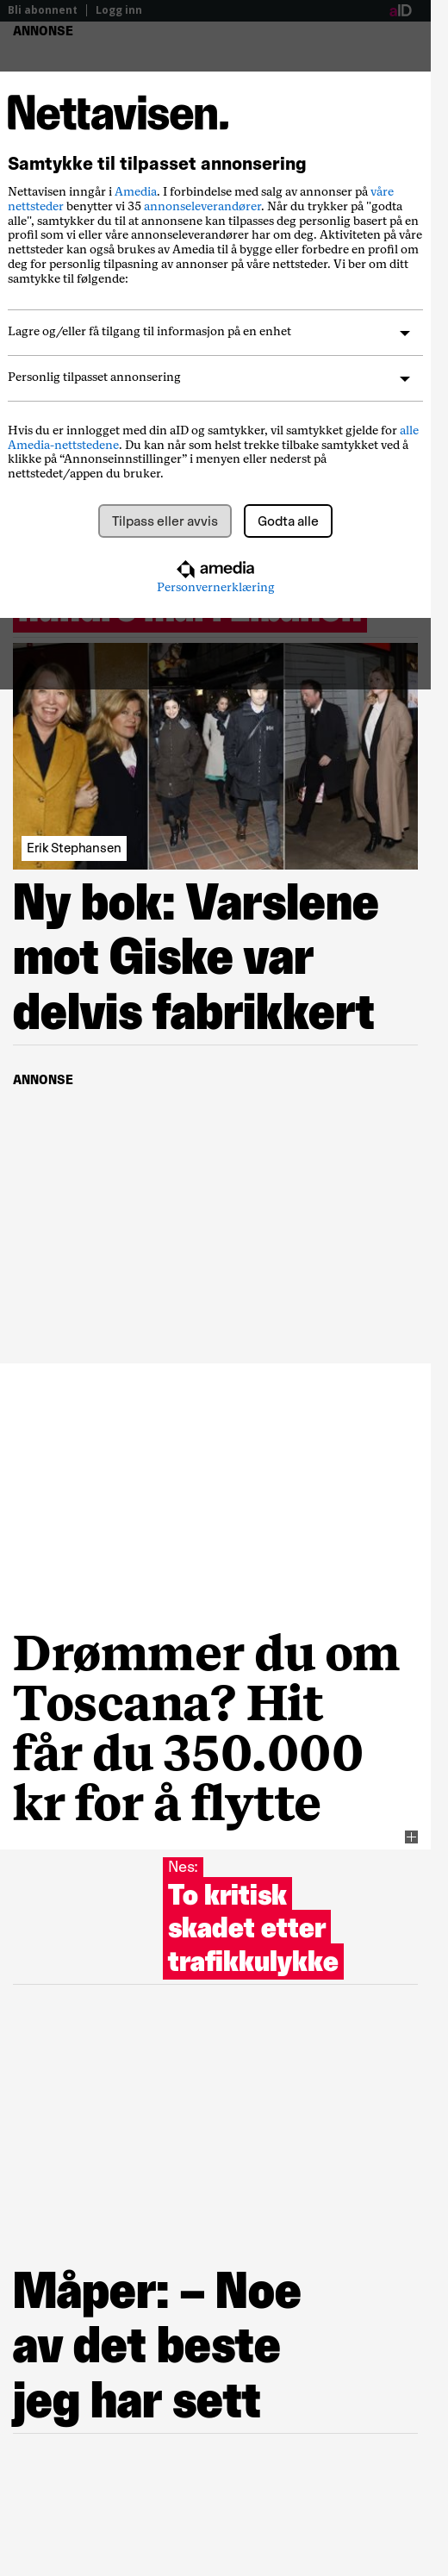 Bli abonnent | Logg inn
aID
ANNONSE
Nettavisen.
Samtykke til tilpasset annonsering
Nettavisen inngår i Amedia. I forbindelse med salg av annonser på våre
nettsteder benytter vi 35 annonseleverandører. Når du trykker på "godta
alle", samtykker du til at annonsene kan tilpasses deg personlig basert på en
profil som vi eller våre annonseleverandører har om deg. Aktiviteten på våre
nettsteder kan også brukes av Amedia til å bygge eller forbedre en profil om
deg for personlig tilpasning av annonser på våre nettsteder. Vi ber om ditt
samtykke til følgende:
Lagre og/eller få tilgang til informasjon på en enhet
Personlig tilpasset annonsering
Hvis du er innlogget med din aID og samtykker, vil samtykket gjelde for alle
Amedia-nettstedene. Du kan når som helst trekke tilbake samtykket ved å
klikke på “Annonseinnstillinger” i menyen eller nederst på
nettstedet/appen du bruker.
Tilpass eller avvis
Godta alle
amedia
Personvernerklæring
Erik Stephansen
Ny bok: Varslene
mot Giske var
delvis fabrikkert
ANNONSE
Drømmer du om
Toscana? Hit
får du 350.000
kr for å flytte
Nes:
To kritisk
skadet etter
trafikkulykke
Måper: – Noe
av det beste
jeg har sett